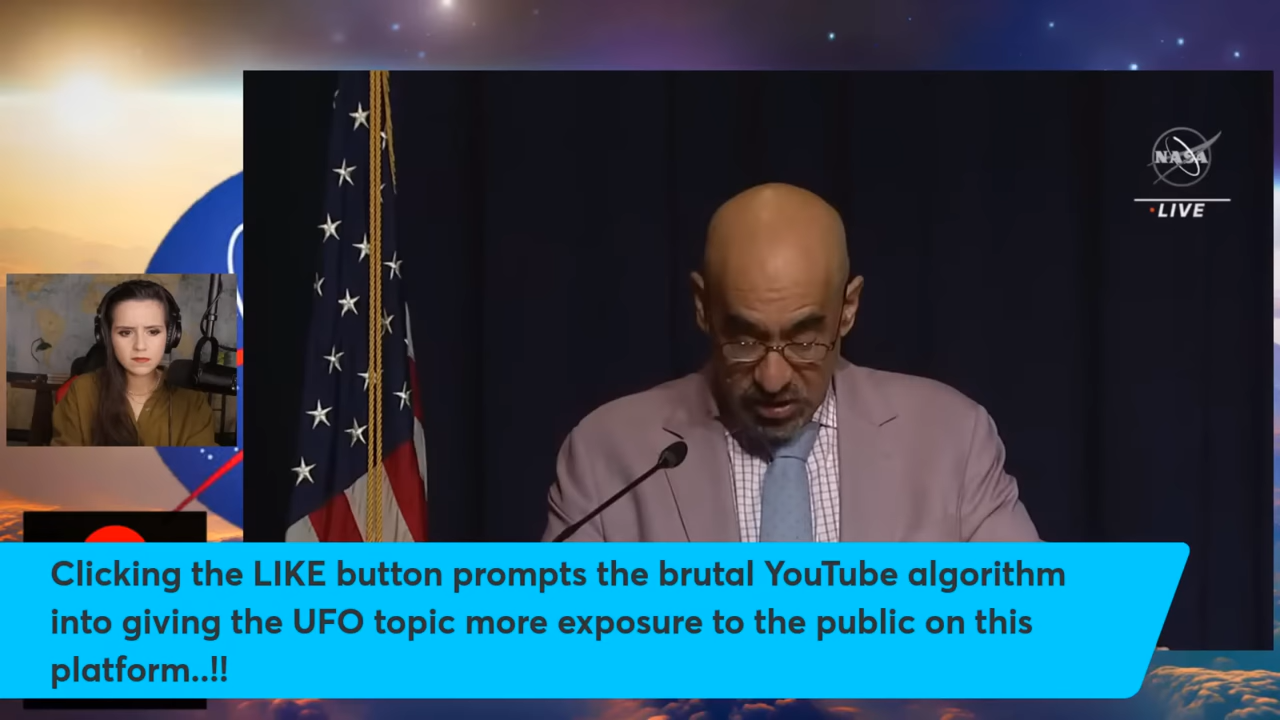 NASA
LIVE
Clicking the LIKE button prompts the brutal YouTube algorithm
into giving the UFO topic more exposure to the public on this
platform..!!